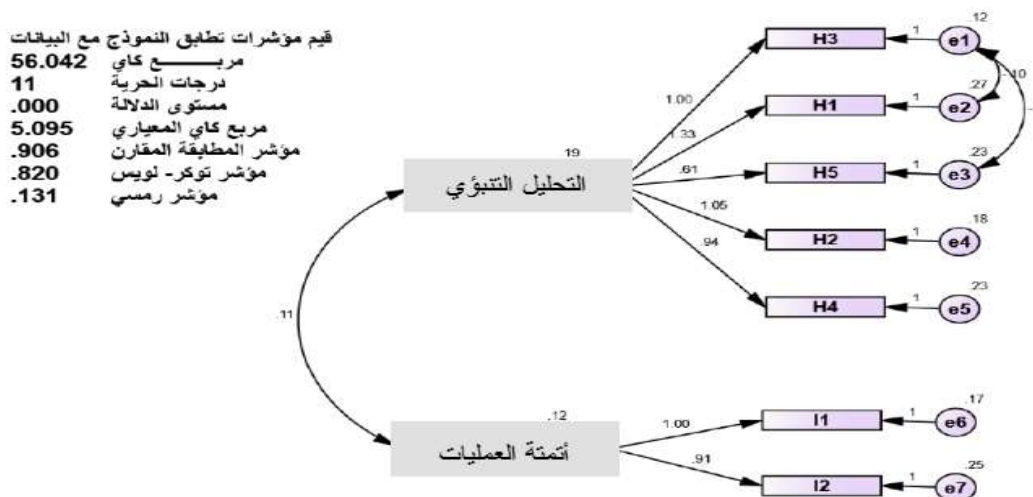 قيم مؤشرات تطابق النموذج مع البيانات
مربـــــع كاي 56.042
درجات الحرية 11
مستوى الدلالة .000
مربع كاي المعياري 5.095
مؤشر المطابقة المقارن .906
مؤشر توكر- لويس .820
مؤشر رمسي .131
التحليل التنبؤي
.19
أتمتة العمليات
.12
.11
1.00
1.33
.61
1.05
.94
1.00
.91
H3
1
e1
.12
H1
1
e2
.27
H5
1
e3
.23
H2
1
e4
.18
H4
1
e5
.23
I1
1
e6
.17
I2
1
e7
.25